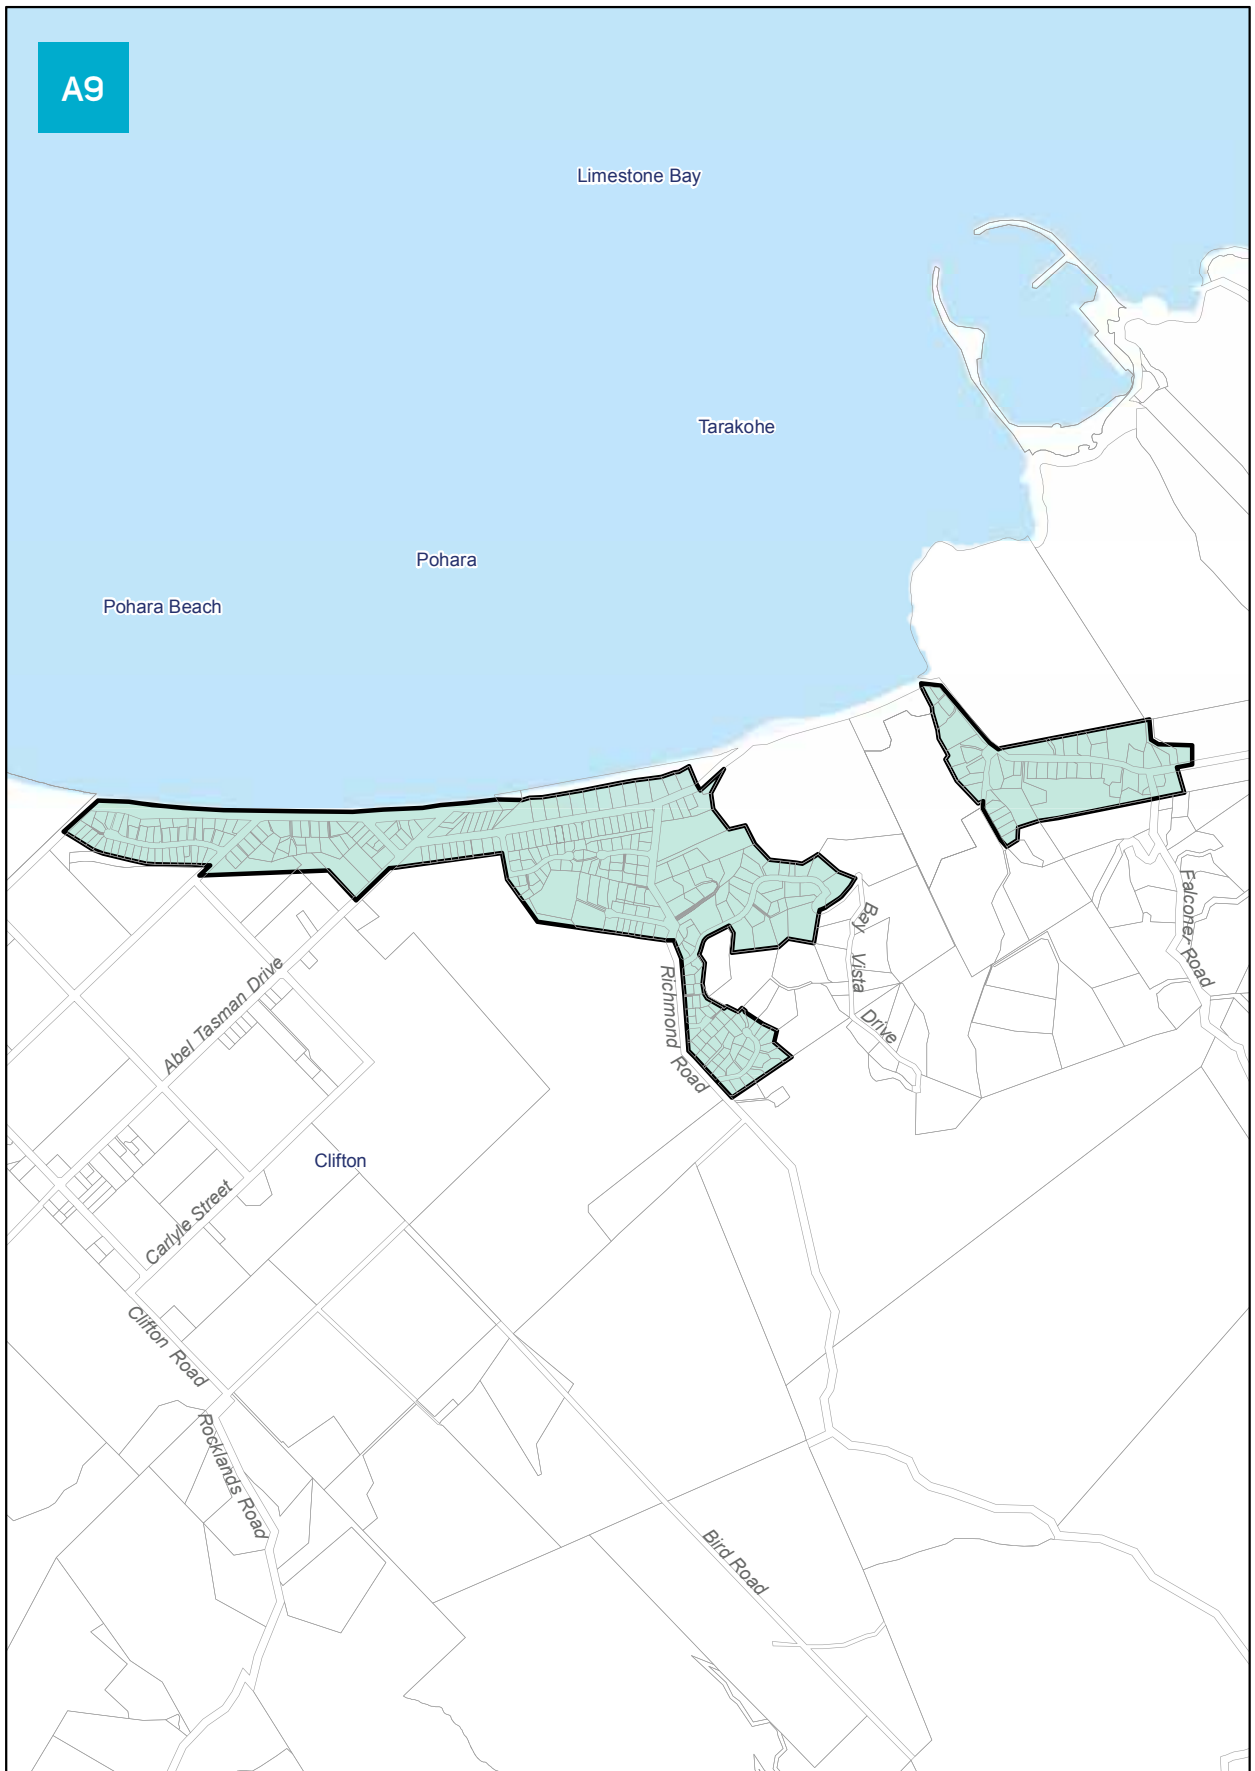 A9
Limestone Bay
Tarakohe
Pohara
Pohara Beach
Falconer Road
Bay Vista Drive
Richmond Road
Abel Tasman Drive
Clifton
Carlyle Street
Clifton Road
Rocklands Road
Bird Road